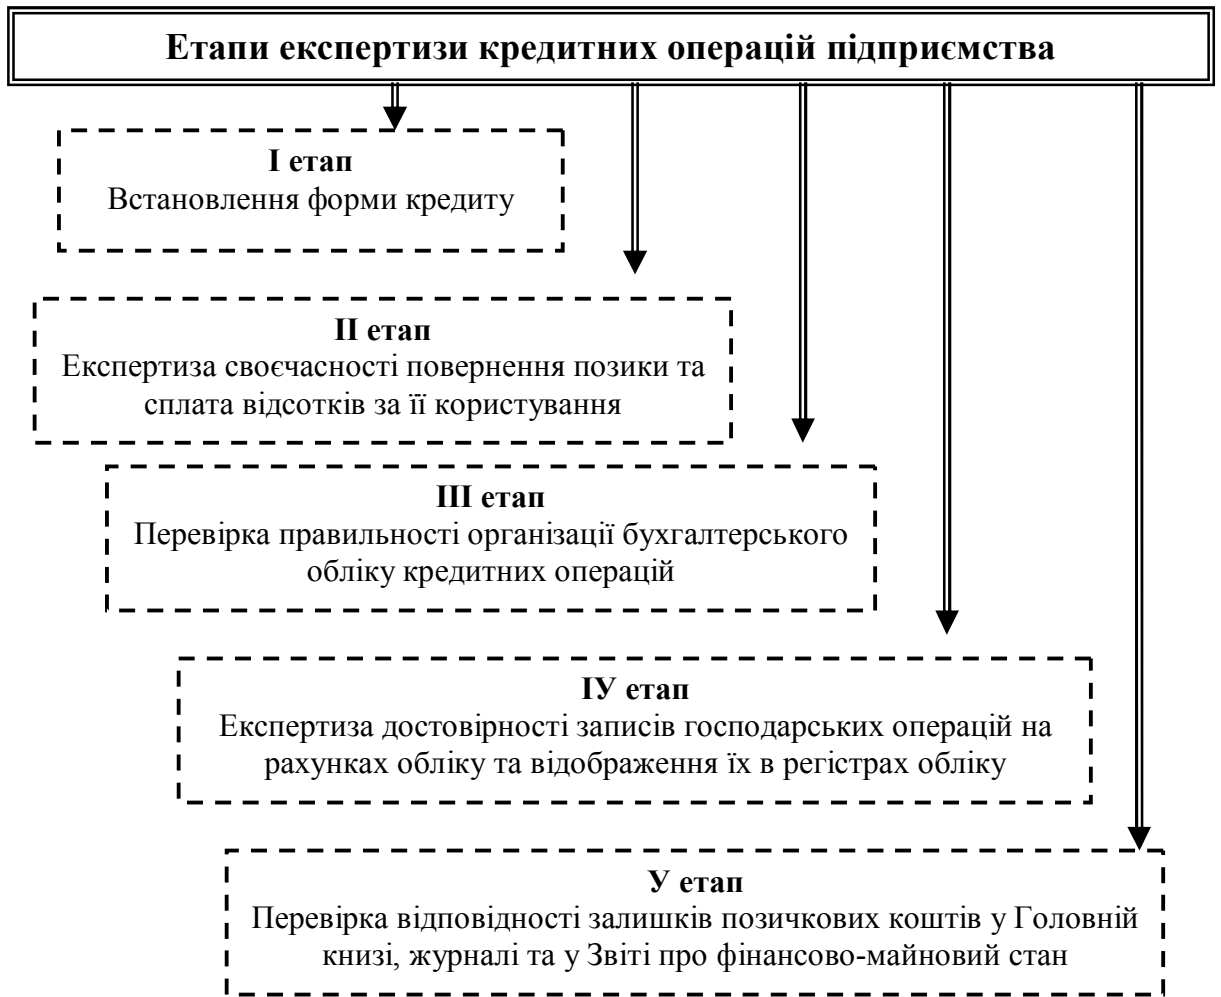 Етапи експертизи кредитних операцій підприємства
І етап
Встановлення форми кредиту
ІІ етап
Експертиза своєчасності повернення позики та
сплата відсотків за її користування
ІІІ етап
Перевірка правильності організації бухгалтерського
обліку кредитних операцій
ІУ етап
Експертиза достовірності записів господарських операцій на
рахунках обліку та відображення їх в регістрах обліку
У етап
Перевірка відповідності залишків позичкових коштів у Головній
книзі, журналі та у Звіті про фінансово-майновий стан